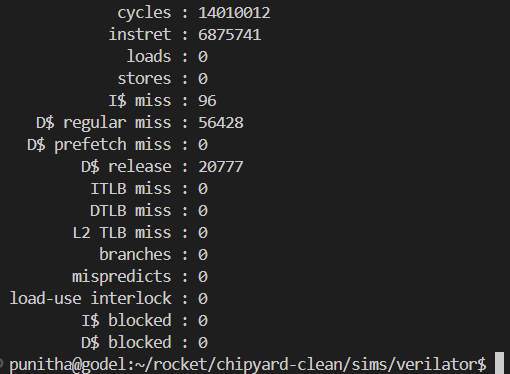 cycles : 14010012
instret : 6875741
loads : 0
stores : 0
I$ miss : 96
D$ regular miss : 56428
D$ prefetch miss : 0
D$ release : 20777
ITLB miss : 0
DTLB miss : 0
L2 TLB miss : 0
branches : 0
mispredicts : 0
load-use interlock : 0
I$ blocked : 0
D$ blocked : 0
punitha@godel:~/rocket/chipyard-clean/sims/verilator$